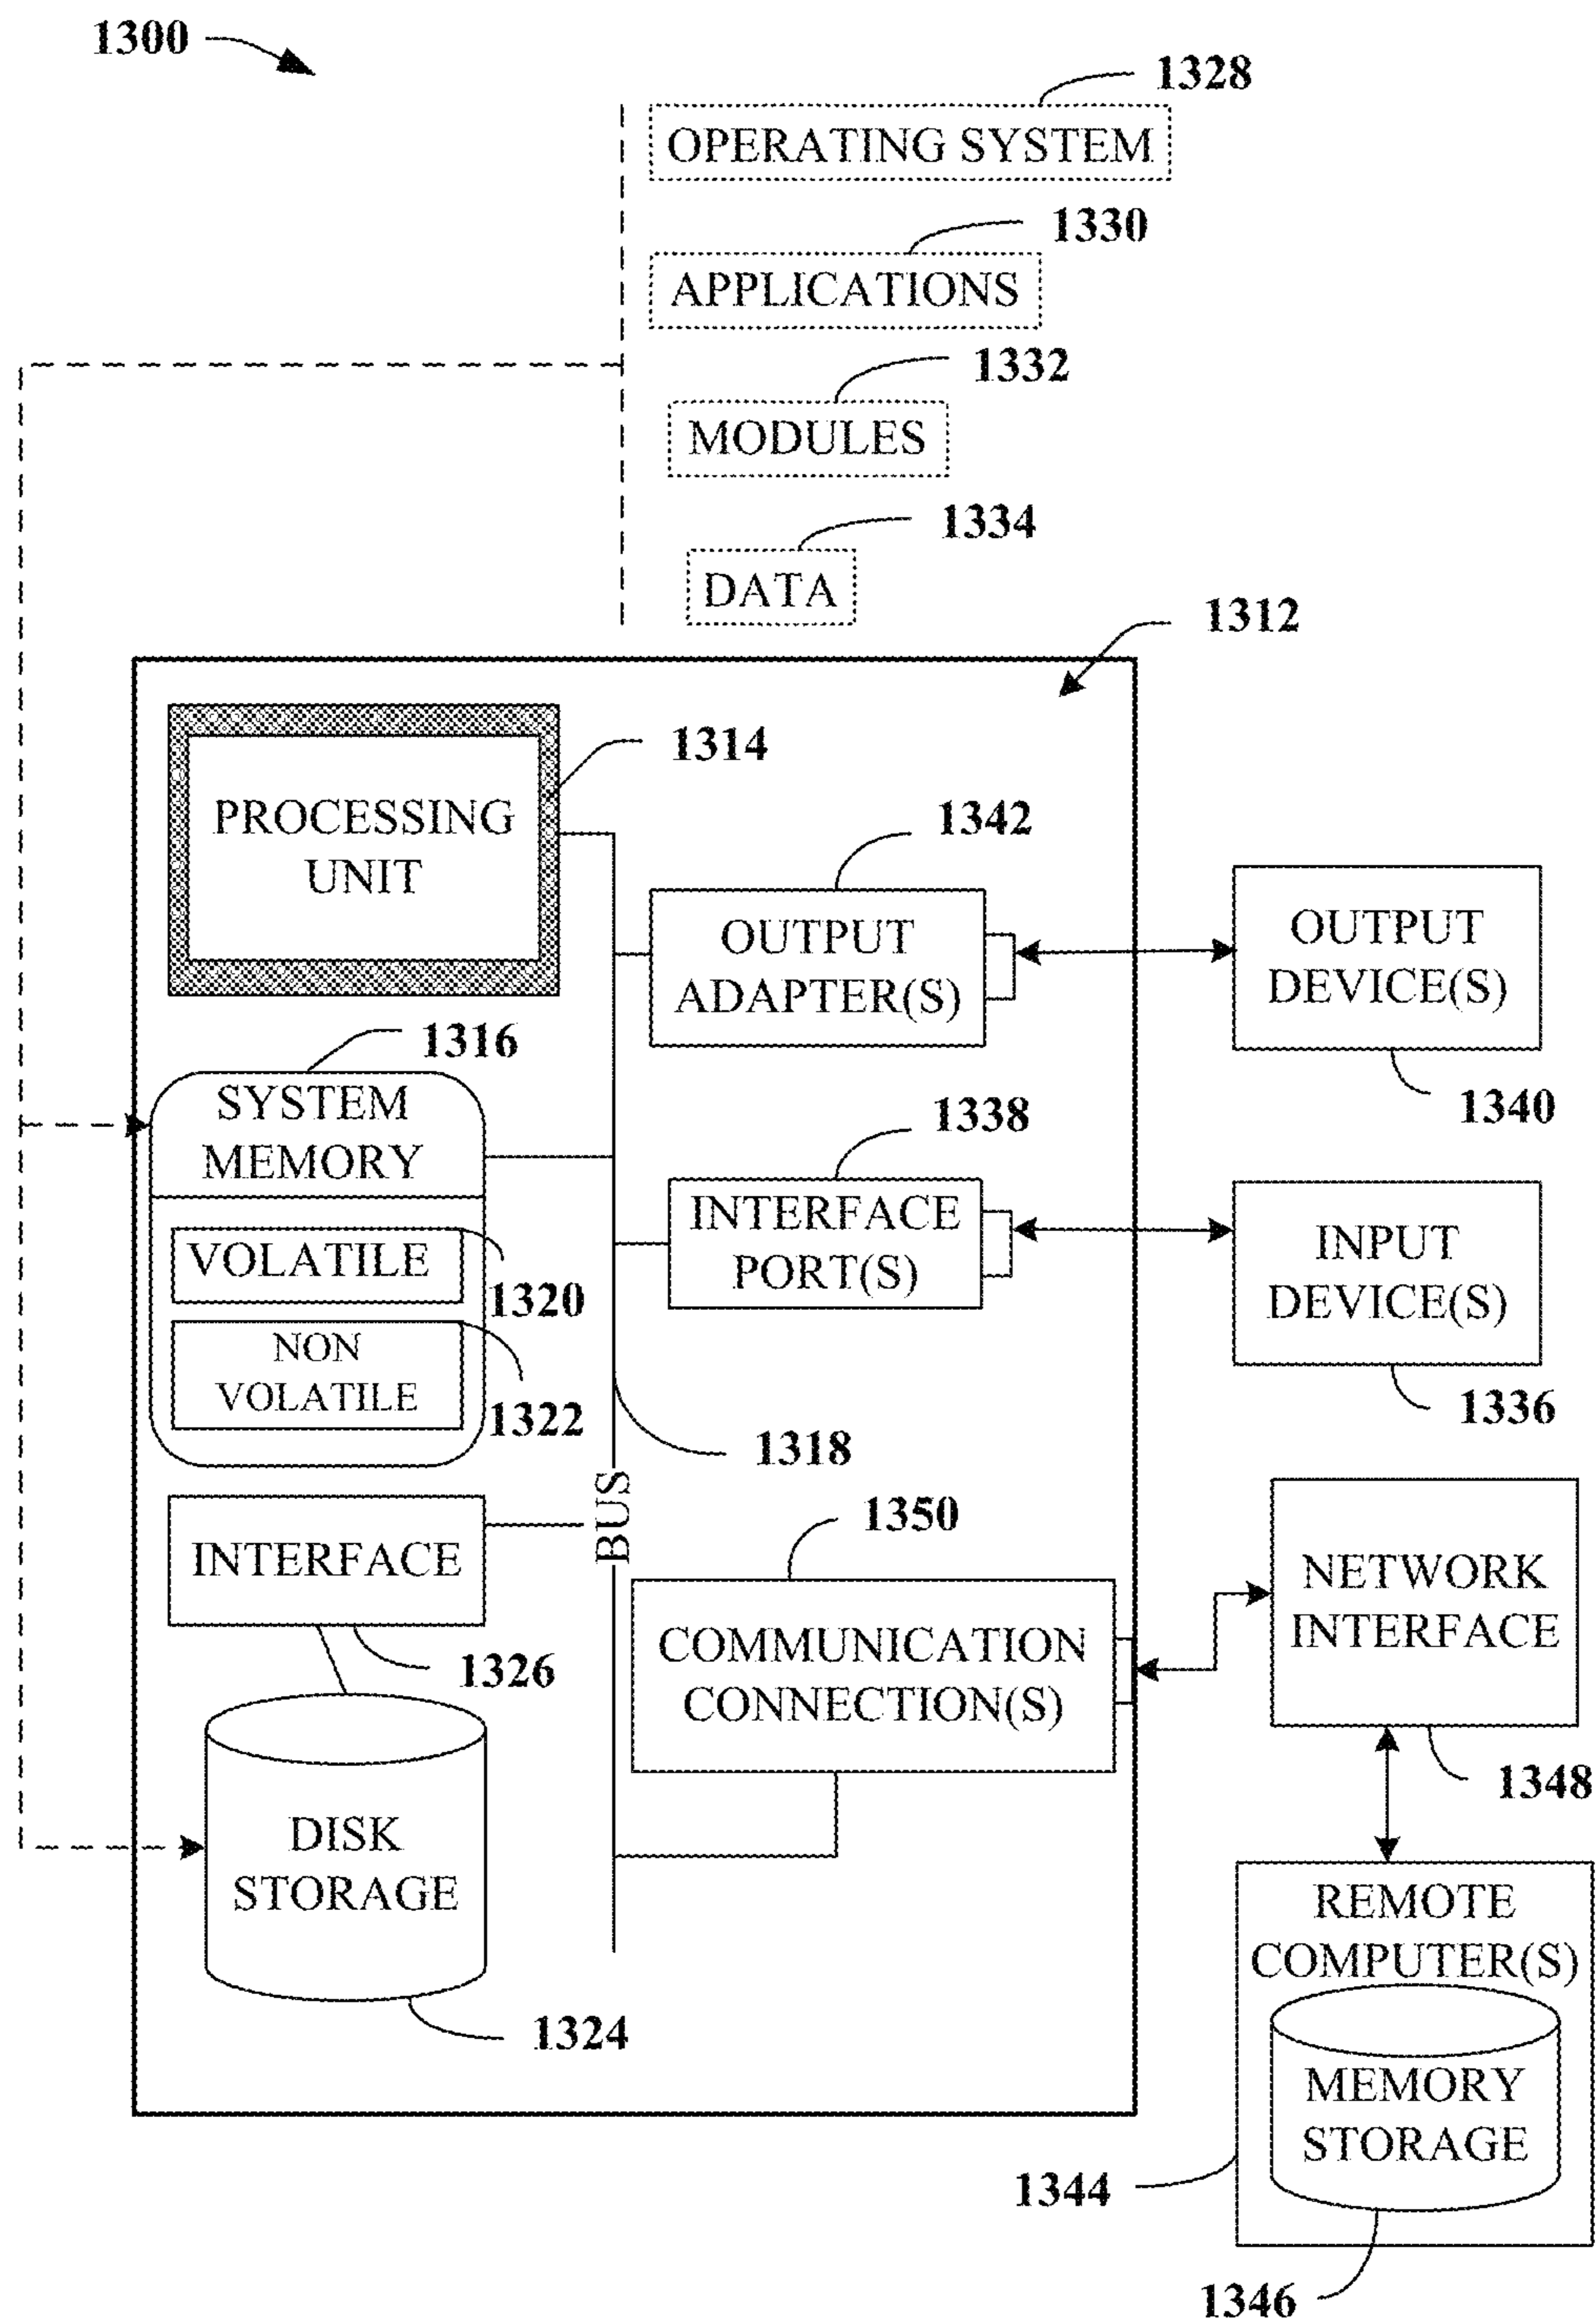 1300
1328
OPERATING SYSTEM
1330
APPLICATIONS
1332
MODULES
1334
DATA
1312
1314
PROCESSING
UNIT
1342
OUTPUT
ADAPTER(S)
OUTPUT
DEVICE(S)
1340
1316
SYSTEM
MEMORY
VOLATILE
1320
NON
VOLATILE
1322
1338
INTERFACE
PORT(S)
INPUT
DEVICE(S)
1336
1318
BUS
INTERFACE
1326
1350
COMMUNICATION
CONNECTION(S)
NETWORK
INTERFACE
1348
DISK
STORAGE
1324
REMOTE
COMPUTER(S)
MEMORY
STORAGE
1344
1346